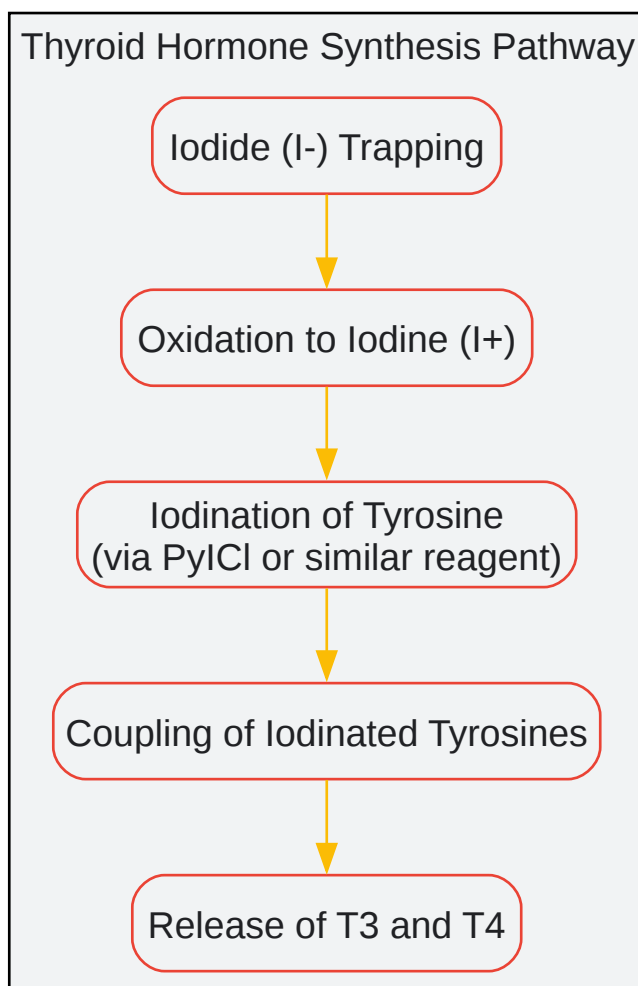 Thyroid Hormone Synthesis Pathway
Iodide (I-) Trapping
Oxidation to Iodine (I+)
Iodination of Tyrosine
(via PyICl or similar reagent)
Coupling of Iodinated Tyrosines
Release of T3 and T4